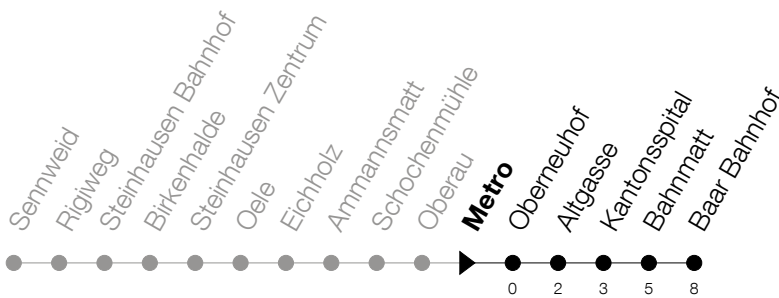 Sennweid
Rigiweg
Steinhausen Bahnhof
Birkenhalde
Steinhausen Zentrum
Oele
Eichholz
Ammannsmatt
Schochenmühle
Oberau
Metro
Oberneuhof
Altgasse
Kantonsspital
Bahnmatt
Baar Bahnhof
0 2 3 5 8